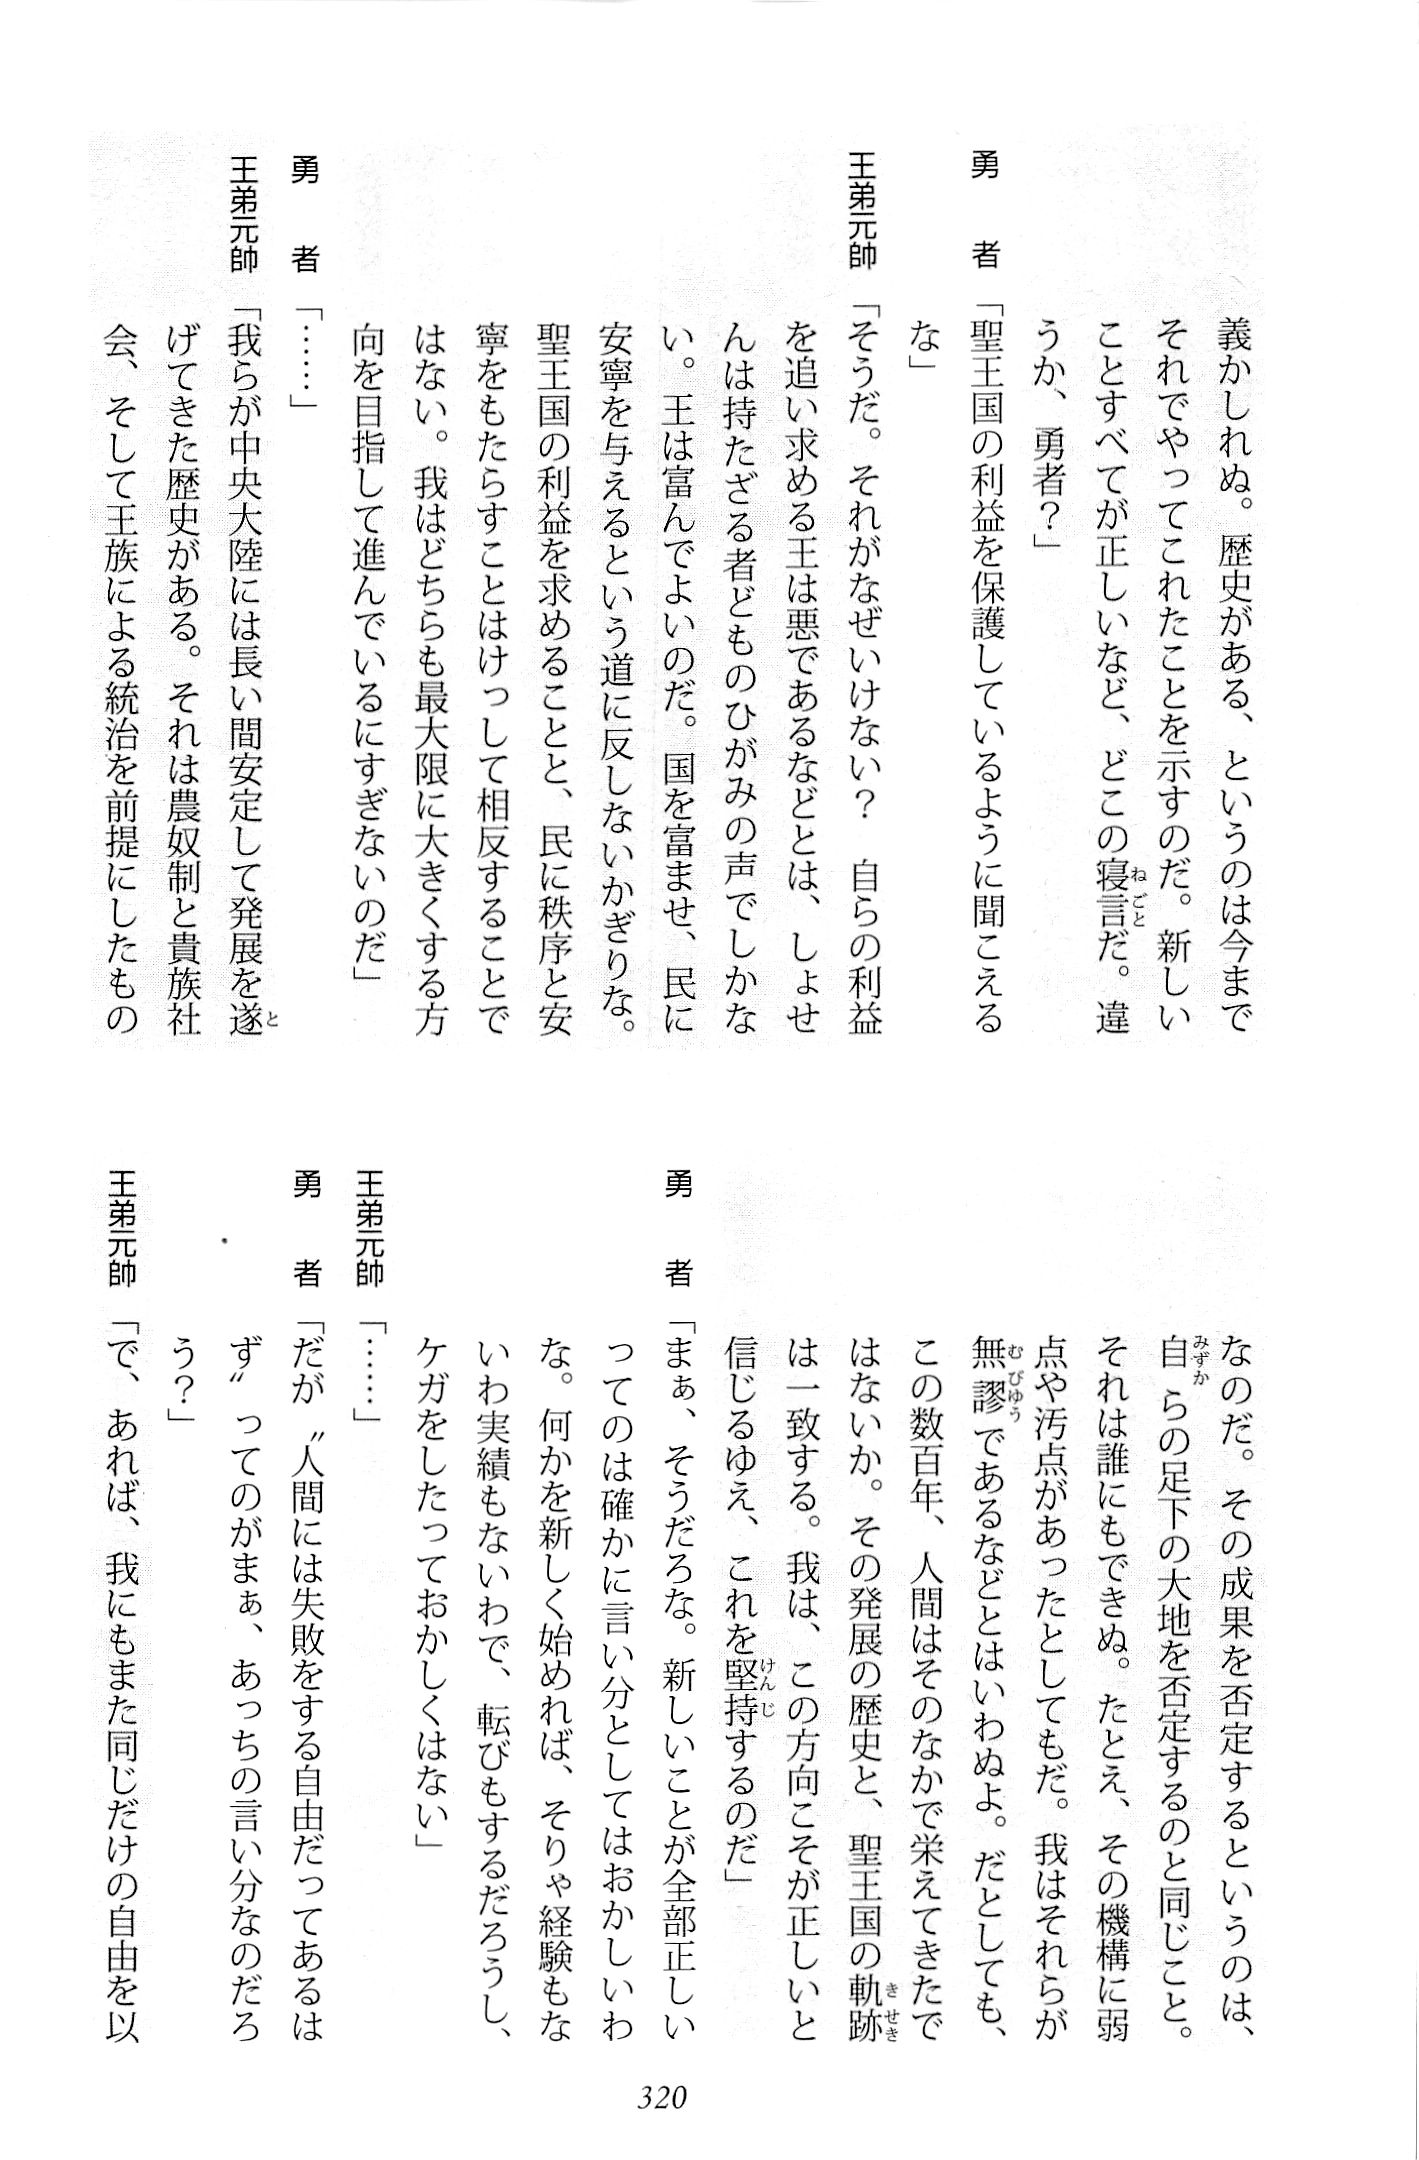 義かしれぬ。歴史がある、というのは今まで
それでやってこれたことを示すのだ。新しい
ことすべてが正しいなど、どこの寝言だ。違
うか、勇者？」
勇　者「聖王国の利益を保護しているように聞こえる
な」
王弟元帥「そうだ。それがなぜいけない？　自らの利益
を追い求める王は悪であるなどとは、しょせ
んは持たざる者どものひがみの声でしかな
い。王は富んでよいのだ。国を富ませ、民に
安寧を与えるという道に反しないかぎりな。
聖王国の利益を求めることと、民に秩序と安
寧をもたらすことはけっして相反することで
はない。我はどちらも最大限に大きくする方
向を目指して進んでいるにすぎないのだ」
勇　者「……」
王弟元帥「我らが中央大陸には長い間安定して発展を遂
げてきた歴史がある。それは農奴制と貴族社
会、そして王族による統治を前提にしたもの
なのだ。その成果を否定するというのは、
自らの足下の大地を否定するのと同じこと。
それは誰にもできぬ。たとえ、その機構に弱
点や汚点があったとしてもだ。我はそれらが
無謬であるなどとはいわぬよ。だとしても、
この数百年、人間はそのなかで栄えてきたで
はないか。その発展の歴史と、聖王国の軌跡
は一致する。我は、この方向こそが正しいと
信じるゆえ、これを堅持するのだ」
勇　者「まぁ、そうだろな。新しいことが全部正しい
ってのは確かに言い分としてはおかしいわ
な。何かを新しく始めれば、そりゃ経験もな
いわ実績もないわで、転びもするだろうし、
ケガをしたっておかしくはない」
王弟元帥「……」
勇　者「だが〝人間には失敗をする自由だってあるは
ず〟ってのがまぁ、あっちの言い分なのだろ
う？」
王弟元帥「で、あれば、我にもまた同じだけの自由を以
320